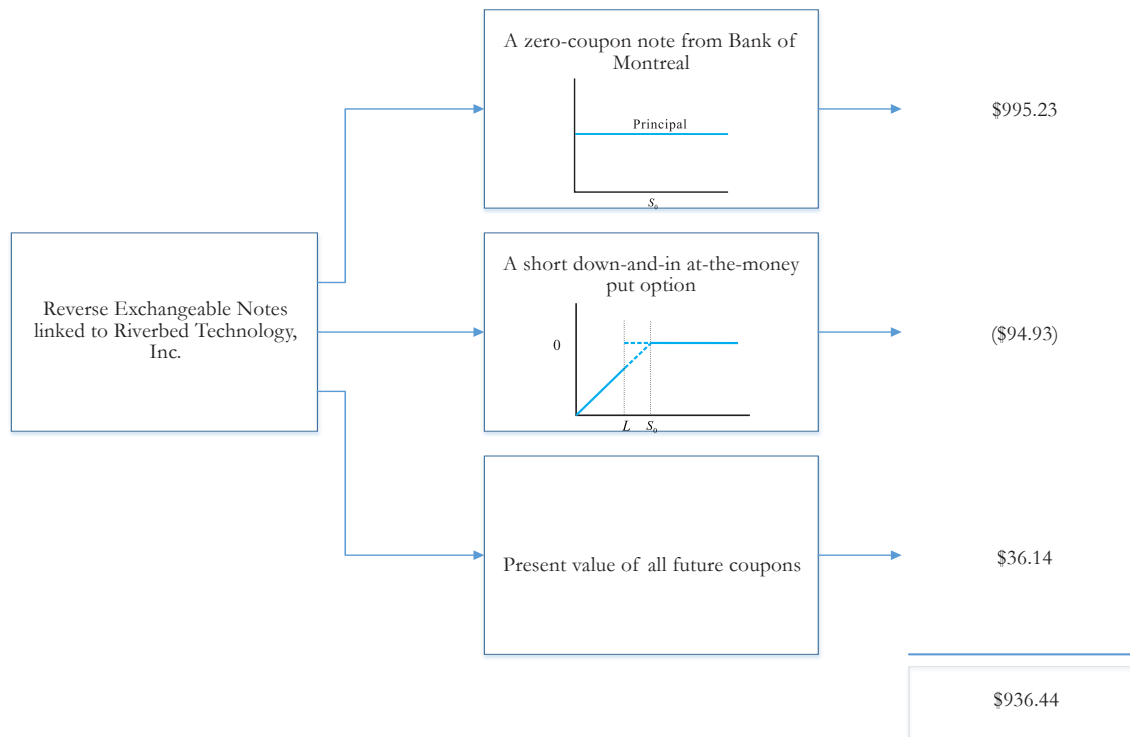 A zero-coupon note from Bank of
Montreal
Principal
S₀
$995.23
Reverse Exchangeable Notes
linked to Riverbed Technology,
Inc.
A short down-and-in at-the-money
put option
0
L S₀
($94.93)
Present value of all future coupons
$36.14
$936.44